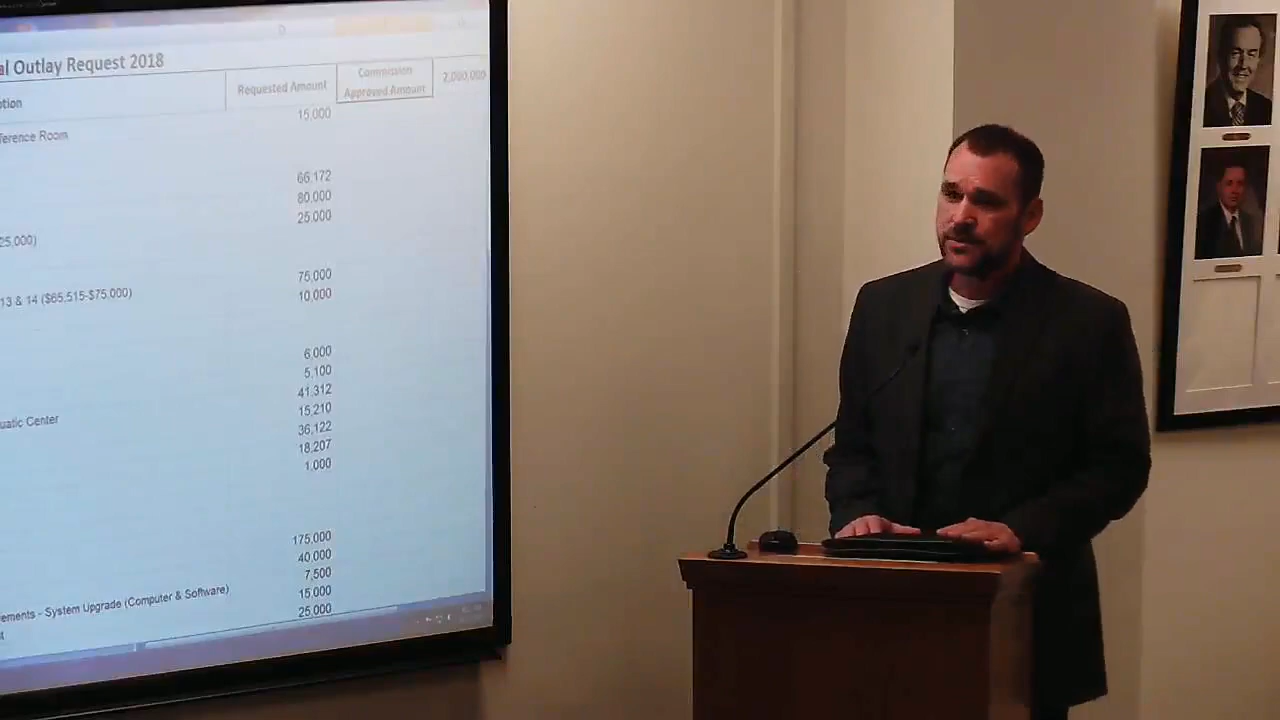 al Outlay Request 2018
ption Requested Amount Commission Approved Amount 2,000,000
15,000
ference Room
66,172
80,000
25,000
25,000)
75,000
13 & 14 ($65,515-$75,000) 10,000
6,000
5,100
41,312
15,210
uatic Center 36,122
18,207
1,000
175,000
40,000
7,500
ements - System Upgrade (Computer & Software) 15,000
t 25,000